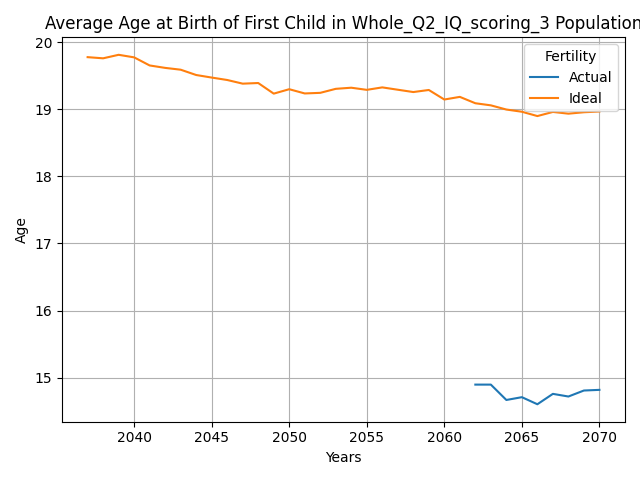 Average Age at Birth of First Child in Whole_Q2_IQ_scoring_3 Population
20
19
18
17
16
15
Age
Fertility
Actual
Ideal
2040 2045 2050 2055 2060 2065 2070
Years